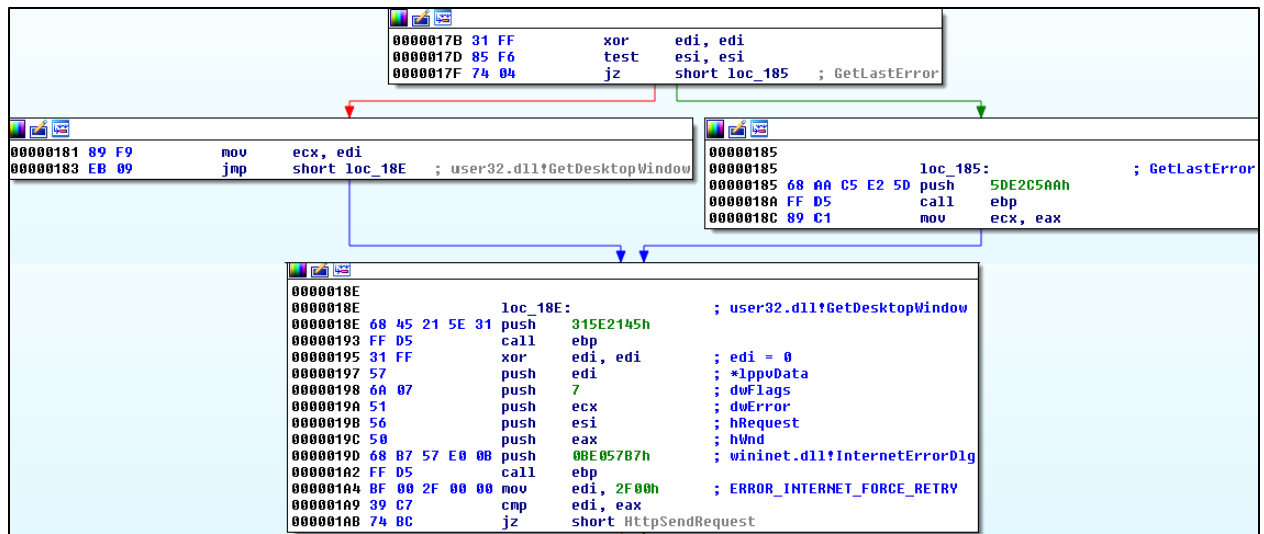 0000017B 31 FF xor edi, edi
0000017D 85 F6 test esi, esi
0000017F 74 04 jz short loc_185 ; GetLastError
00000181 89 F9 mov ecx, edi
00000183 EB 09 jmp short loc_18E ; user32.dll!GetDesktopWindow
00000185
00000185 loc_185: ; GetLastError
00000185 68 AA C5 E2 5D push 5DE2C5AAh
0000018A FF D5 call ebp
0000018C 89 C1 mov ecx, eax
0000018E
0000018E loc_18E: ; user32.dll!GetDesktopWindow
0000018E 68 45 21 5E 31 push 315E2145h
00000193 FF D5 call ebp
00000195 31 FF xor edi, edi ; edi = 0
00000197 57 push edi ; *lppvData
00000198 6A 07 push 7 ; dwFlags
0000019A 51 push ecx ; dwError
0000019B 56 push esi ; hRequest
0000019C 50 push eax ; hWnd
0000019D 68 B7 57 E0 0B push 0BE057B7h ; wininet.dll!InternetErrorDlg
000001A2 FF D5 call ebp
000001A4 BF 00 2F 00 00 mov edi, 2F00h ; ERROR_INTERNET_FORCE_RETRY
000001A9 39 C7 cmp edi, eax
000001AB 74 BC jz short HttpSendRequest